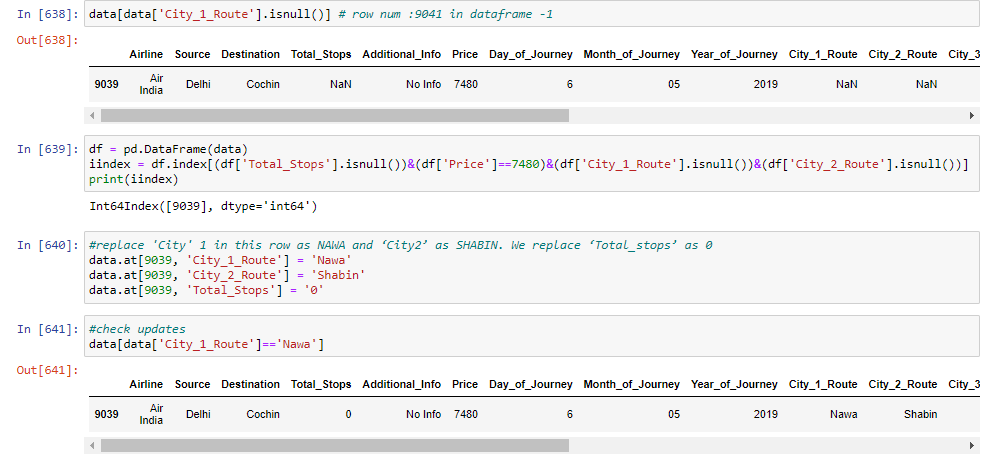 In [638]: data[data['City_1_Route'].isnull()] # row num :9041 in dataframe -1
Out[638]:
Airline Source Destination Total_Stops Additional_Info Price Day_of_Journey Month_of_Journey Year_of_Journey City_1_Route City_2_Route City_3
9039 Air India Delhi Cochin NaN No Info 7480 6 05 2019 NaN NaN
In [639]: df = pd.DataFrame(data)
iindex = df.index[(df['Total_Stops'].isnull())&(df['Price']==7480)&(df['City_1_Route'].isnull())&(df['City_2_Route'].isnull())]
print(iindex)
Int64Index([9039], dtype='int64')
In [640]: #replace 'City' 1 in this row as NAWA and ‘City2’ as SHABIN. We replace ‘Total_stops’ as 0
data.at[9039, 'City_1_Route'] = 'Nawa'
data.at[9039, 'City_2_Route'] = 'Shabin'
data.at[9039, 'Total_Stops'] = '0'
In [641]: #check updates
data[data['City_1_Route']=='Nawa']
Out[641]:
Airline Source Destination Total_Stops Additional_Info Price Day_of_Journey Month_of_Journey Year_of_Journey City_1_Route City_2_Route City_3
9039 Air India Delhi Cochin 0 No Info 7480 6 05 2019 Nawa Shabin